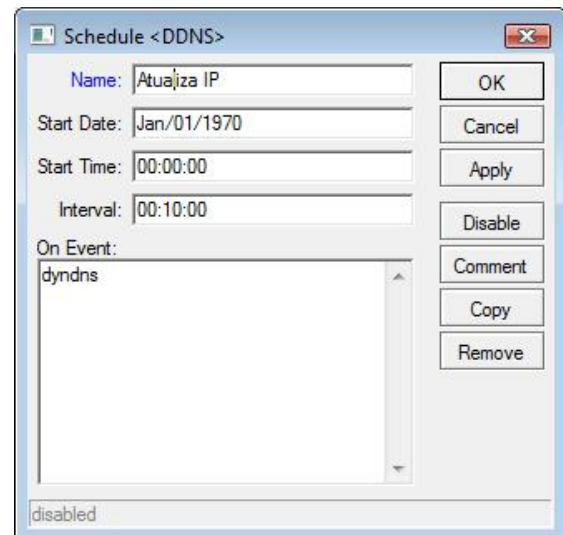 Schedule <DDNS>
Name: Atualiza IP
OK
Start Date: Jan/01/1970
Cancel
Start Time: 00:00:00
Apply
Interval: 00:10:00
Disable
On Event:
Comment
dyndns
Copy
Remove
disabled